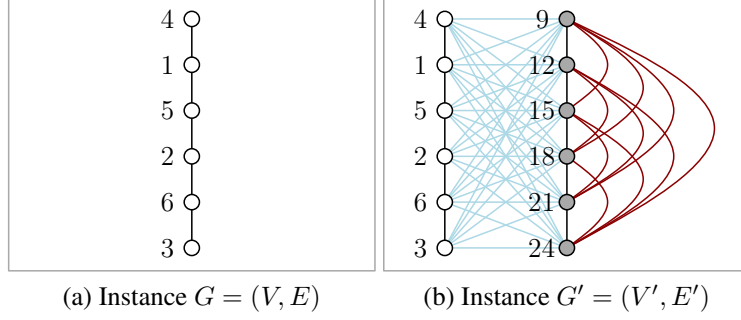 4 4 9
1 1 12
5 5 15
2 2 18
6 6 21
3 3 24
(a) Instance G = (V, E) (b) Instance G′ = (V′, E′)